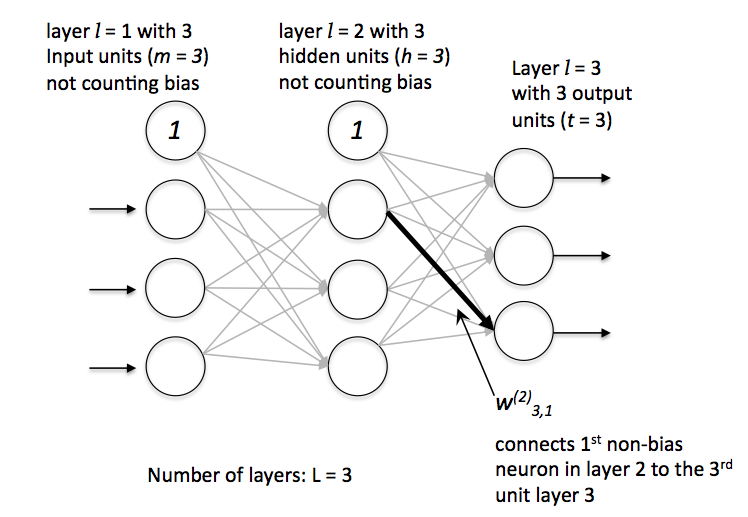 layer l = 1 with 3
Input units (m = 3)
not counting bias
layer l = 2 with 3
hidden units (h = 3)
not counting bias
Layer l = 3
with 3 output
units (t = 3)
1
1
w(2)3,1
connects 1st non-bias
neuron in layer 2 to the 3rd
unit layer 3
Number of layers: L = 3